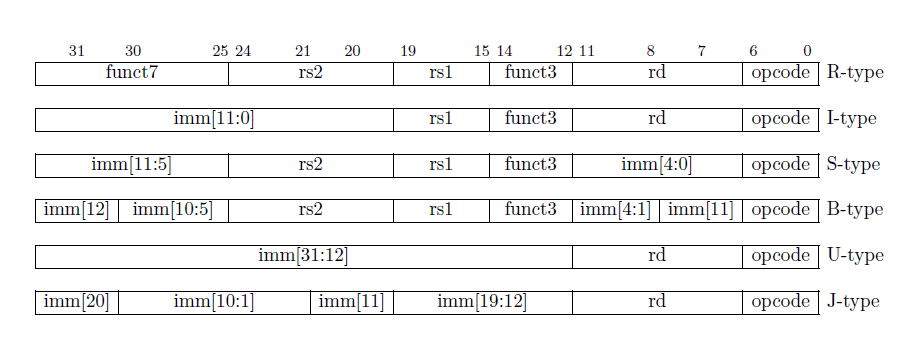 31 30 25 24 21 20 19 15 14 12 11 8 7 6 0
funct7 rs2 rs1 funct3 rd opcode R-type
imm[11:0] rs1 funct3 rd opcode I-type
imm[11:5] rs2 rs1 funct3 imm[4:0] opcode S-type
imm[12] imm[10:5] rs2 rs1 funct3 imm[4:1] imm[11] opcode B-type
imm[31:12] rd opcode U-type
imm[20] imm[10:1] imm[11] imm[19:12] rd opcode J-type